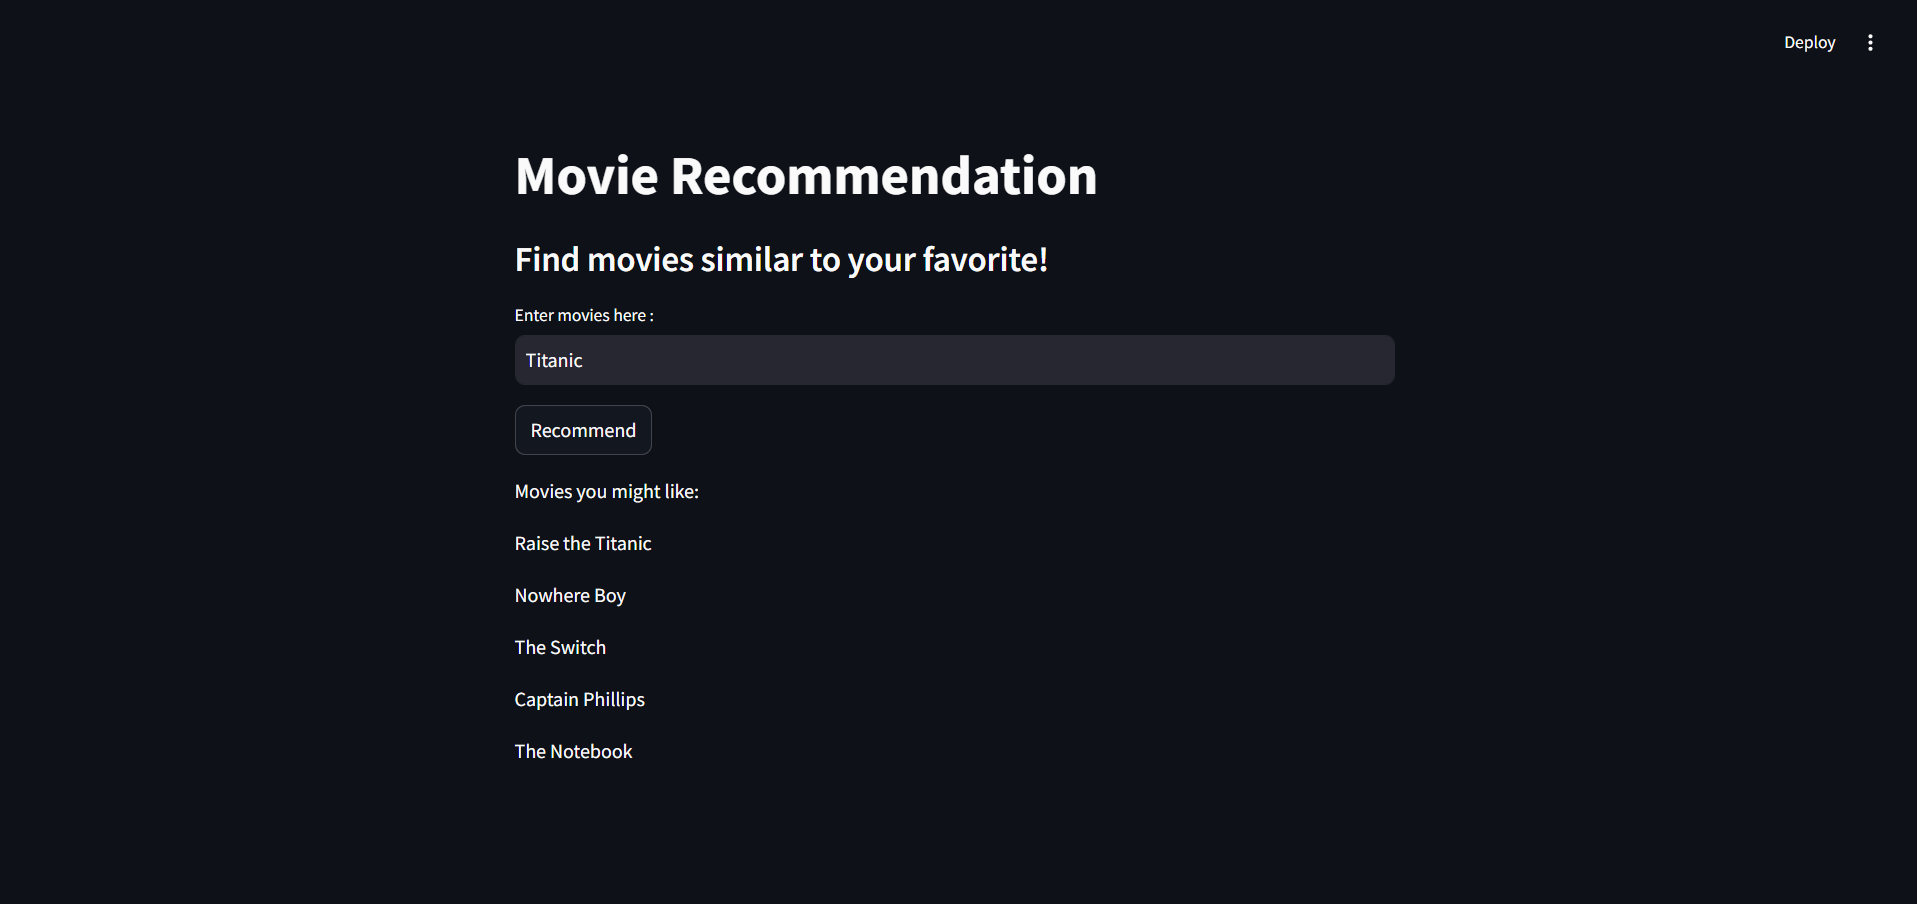 Deploy
Movie Recommendation
Find movies similar to your favorite!
Enter movies here :
Titanic
Recommend
Movies you might like:
Raise the Titanic
Nowhere Boy
The Switch
Captain Phillips
The Notebook